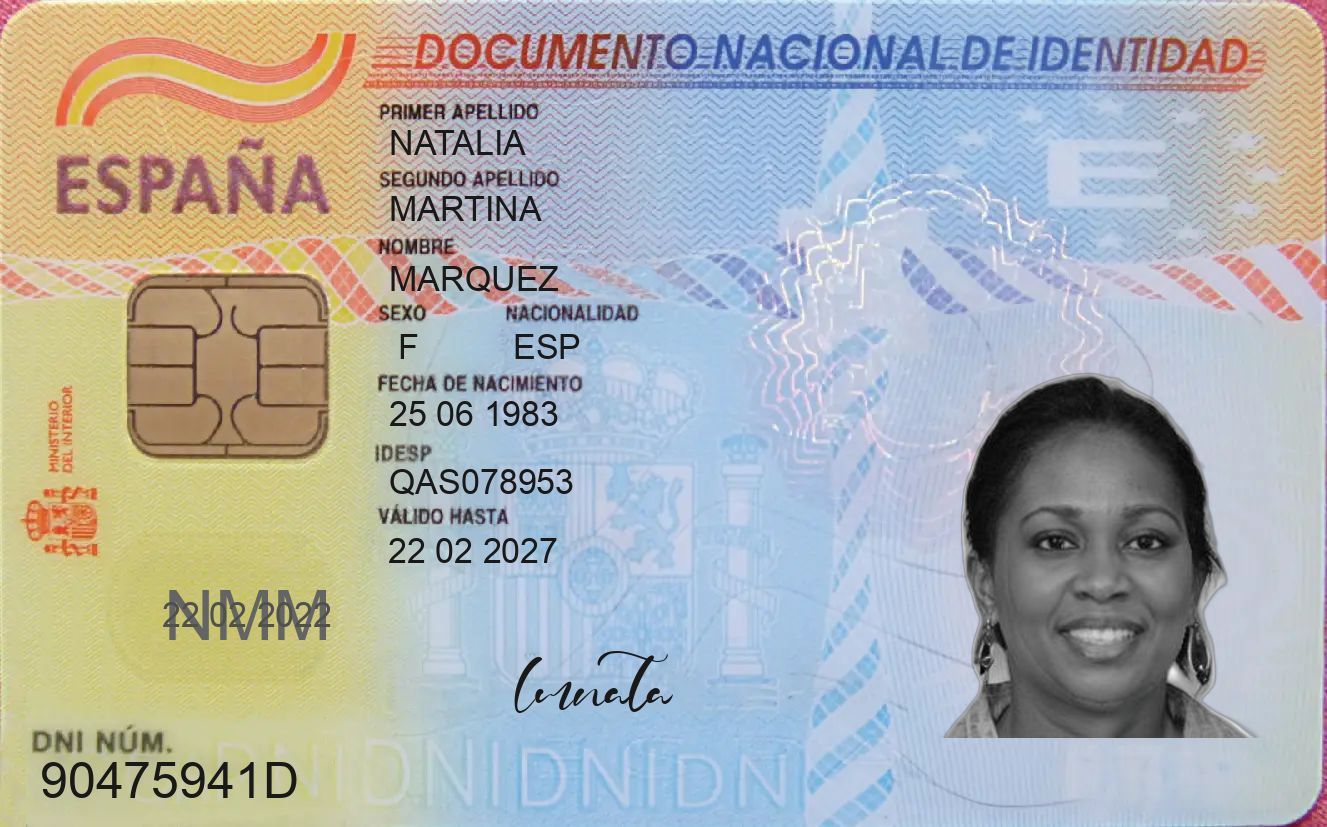 DOCUMENTO NACIONAL DE IDENTIDAD
ESPAÑA
PRIMER APELLIDO
NATALIA
SEGUNDO APELLIDO
MARTINA
NOMBRE
MARQUEZ
SEXO NACIONALIDAD
F ESP
FECHA DE NACIMIENTO
25 06 1983
IDESP
QAS078953
VÁLIDO HASTA
22 02 2027
MINISTERIO
DEL INTERIOR
E
NMM
22 02 2022
DNI NÚM.
90475941D
DNIDNIDNIDNI